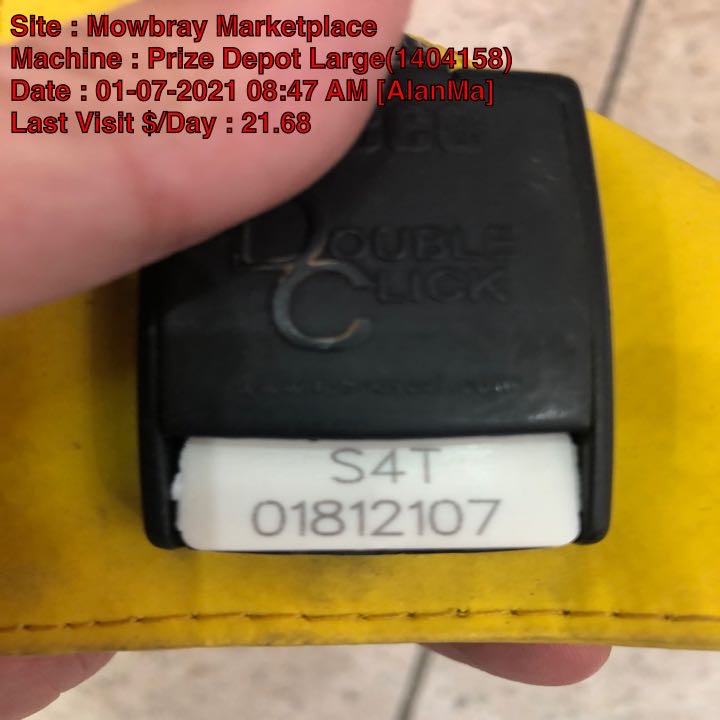 Site : Mowbray Marketplace
Machine : Prize Depot Large(1404158)
Date : 01-07-2021 08:47 AM [AlanMa]
Last Visit $/Day : 21.68
DOUBLE
CLICK
S4T
01812107